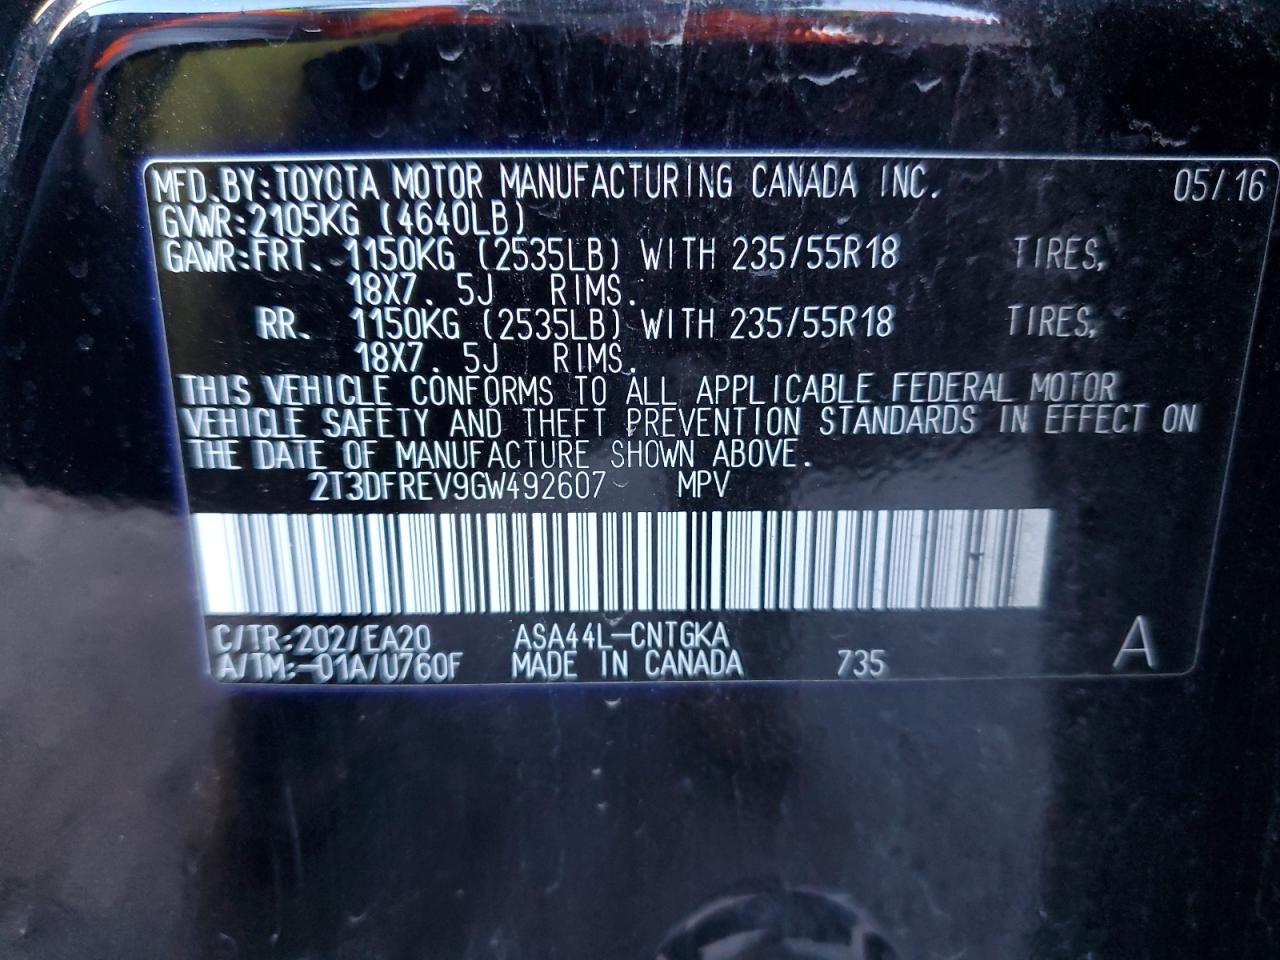 MFD.BY:TOYOTA MOTOR MANUFACTURING CANADA INC. 05/16
GVWR:2105KG (4640LB)
GAWR:FRT. 1150KG (2535LB) WITH 235/55R18 TIRES,
18X7. 5J RIMS.
RR. 1150KG (2535LB) WITH 235/55R18 TIRES,
18X7. 5J RIMS.
THIS VEHICLE CONFORMS TO ALL APPLICABLE FEDERAL MOTOR
VEHICLE SAFETY AND THEFT PREVENTION STANDARDS IN EFFECT ON
THE DATE OF MANUFACTURE SHOWN ABOVE.
2T3DFREV9GW492607 MPV
C/TR:202/EA20 ASA44L-CNTGKA A
A/TM:-01A/U760F MADE IN CANADA 735